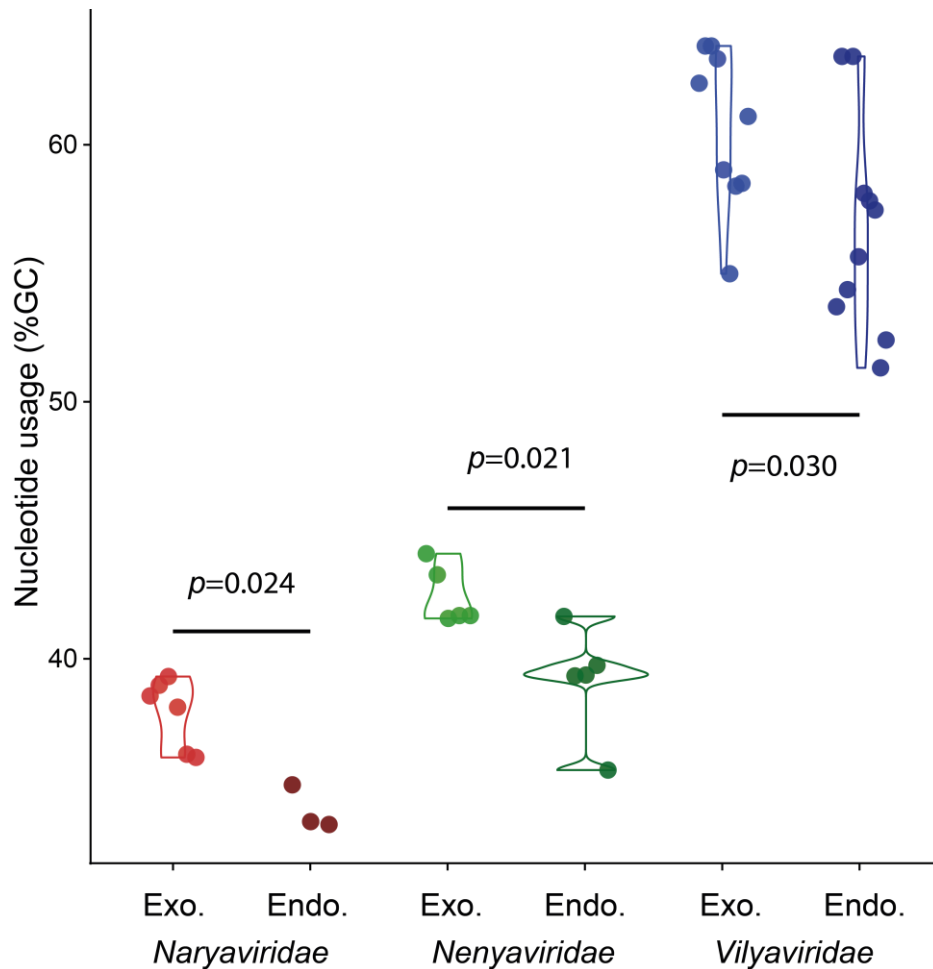 Nucleotide usage (%GC)
60
50
40
p=0.024
p=0.021
p=0.030
Exo. Endo. Exo. Endo. Exo. Endo.
Naryaviridae Nenyaviridae Vilyaviridae